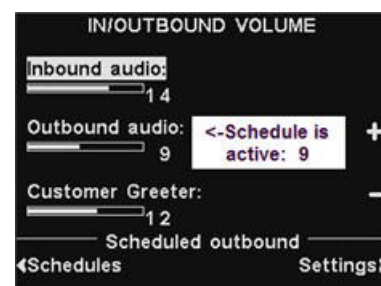 IN/OUTBOUND VOLUME
Inbound audio:
14
Outbound audio:
9
<-Schedule is
active: 9
+
Customer Greeter:
12
-
Scheduled outbound
Schedules
Settings